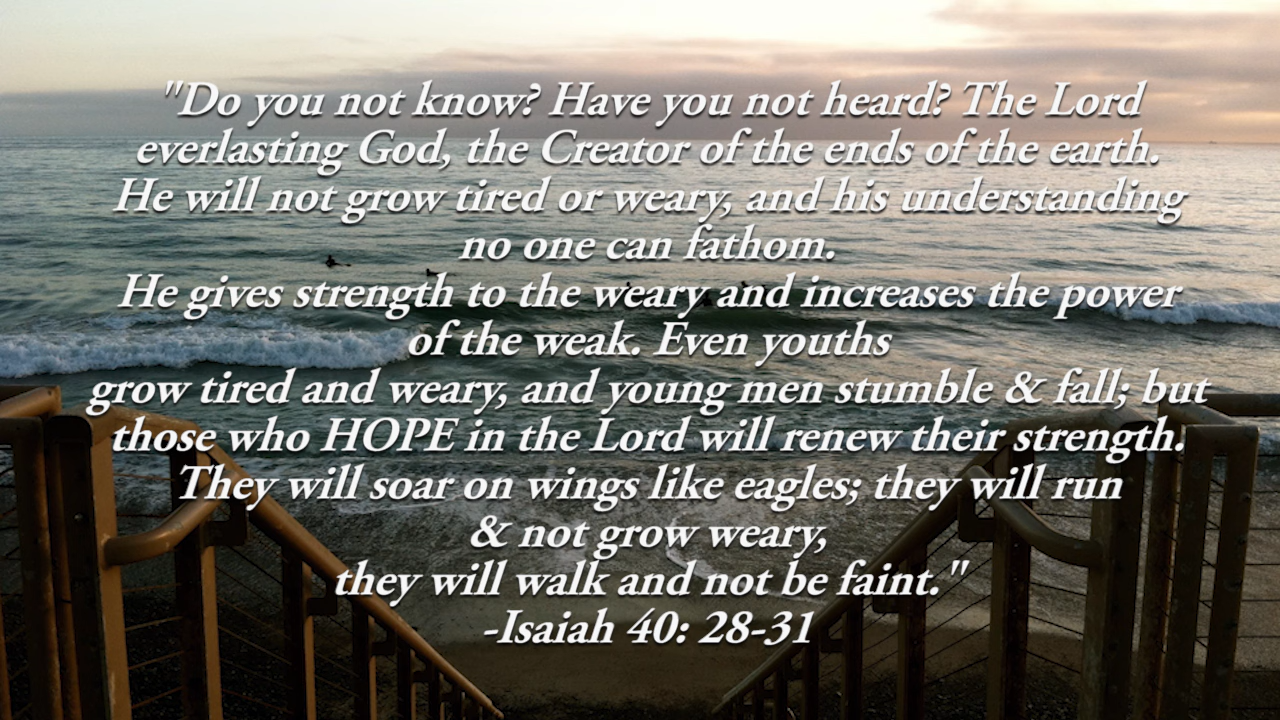 "Do you not know? Have you not heard? The Lord
everlasting God, the Creator of the ends of the earth.
He will not grow tired or weary, and his understanding
no one can fathom.
He gives strength to the weary and increases the power
of the weak. Even youths
grow tired and weary, and young men stumble & fall; but
those who HOPE in the Lord will renew their strength.
They will soar on wings like eagles; they will run
& not grow weary,
they will walk and not be faint."
-Isaiah 40: 28-31